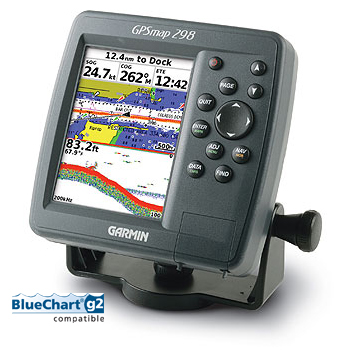 GPSmap 298
12.4nm to Dock
SOG COG ETE
24.7kt 262°M 12:42
83.2ft
67.9°F
200kHz
PAGE
QUIT
ENTER
ADJ
MENU
NAV
MOB
DATA
FIND
GARMIN
BlueChart g2
compatible